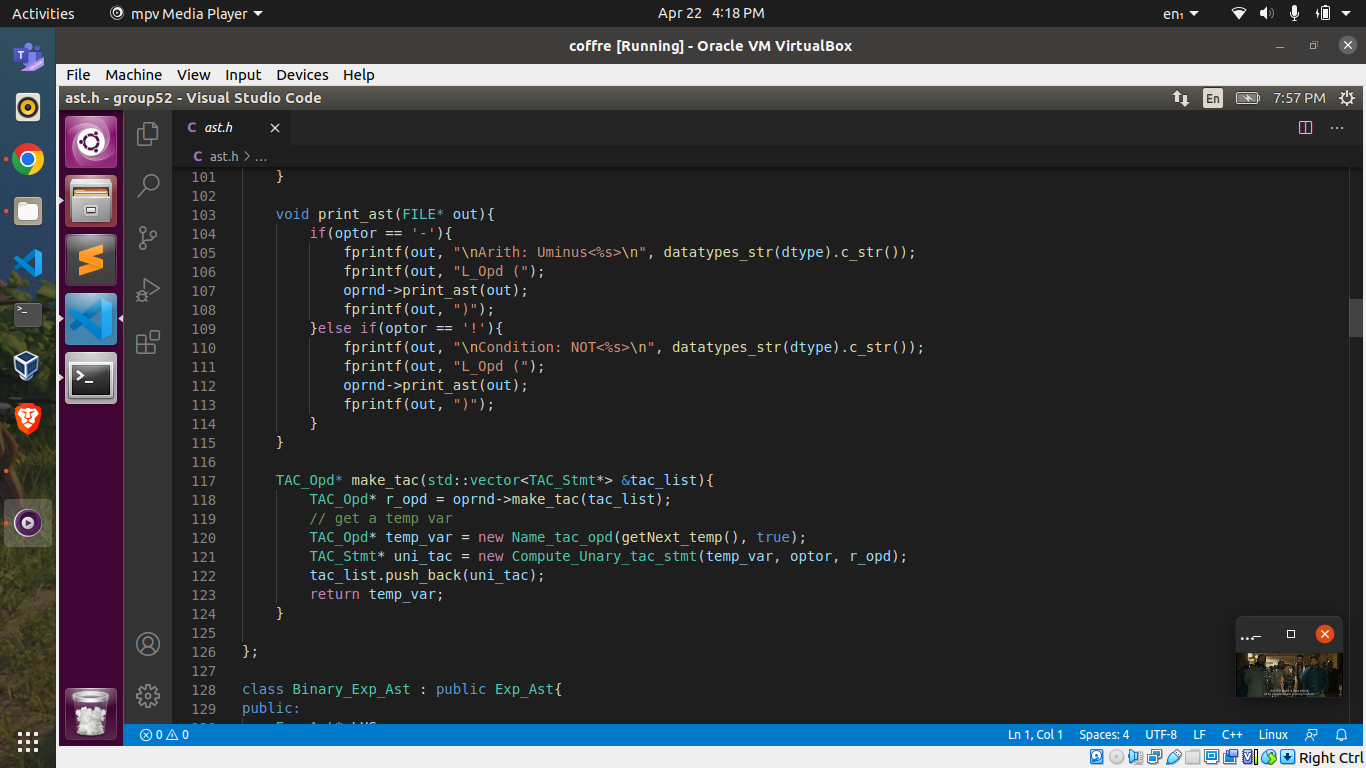 Activities
mpv Media Player
Apr 22 4:18 PM
en₁
coffre [Running] - Oracle VM VirtualBox
File Machine View Input Devices Help
ast.h - group52 - Visual Studio Code
En
7:57 PM
C ast.h
C ast.h > ...
101 }
102
103 void print_ast(FILE* out){
104 if(optor == '-'){
105 fprintf(out, "\nArith: Uminus<%s>\n", datatypes_str(dtype).c_str());
106 fprintf(out, "L_Opd (");
107 oprnd->print_ast(out);
108 fprintf(out, ")");
109 }else if(optor == '!'){
110 fprintf(out, "\nCondition: NOT<%s>\n", datatypes_str(dtype).c_str());
111 fprintf(out, "L_Opd (");
112 oprnd->print_ast(out);
113 fprintf(out, ")");
114 }
115 }
116
117 TAC_Opd* make_tac(std::vector<TAC_Stmt*> &tac_list){
118 TAC_Opd* r_opd = oprnd->make_tac(tac_list);
119 // get a temp var
120 TAC_Opd* temp_var = new Name_tac_opd(getNext_temp(), true);
121 TAC_Stmt* uni_tac = new Compute_Unary_tac_stmt(temp_var, optor, r_opd);
122 tac_list.push_back(uni_tac);
123 return temp_var;
124 }
125
126 };
127
128 class Binary_Exp_Ast : public Exp_Ast{
129 public:
...
0 0
Ln 1, Col 1 Spaces: 4 UTF-8 LF C++ Linux
Right Ctrl